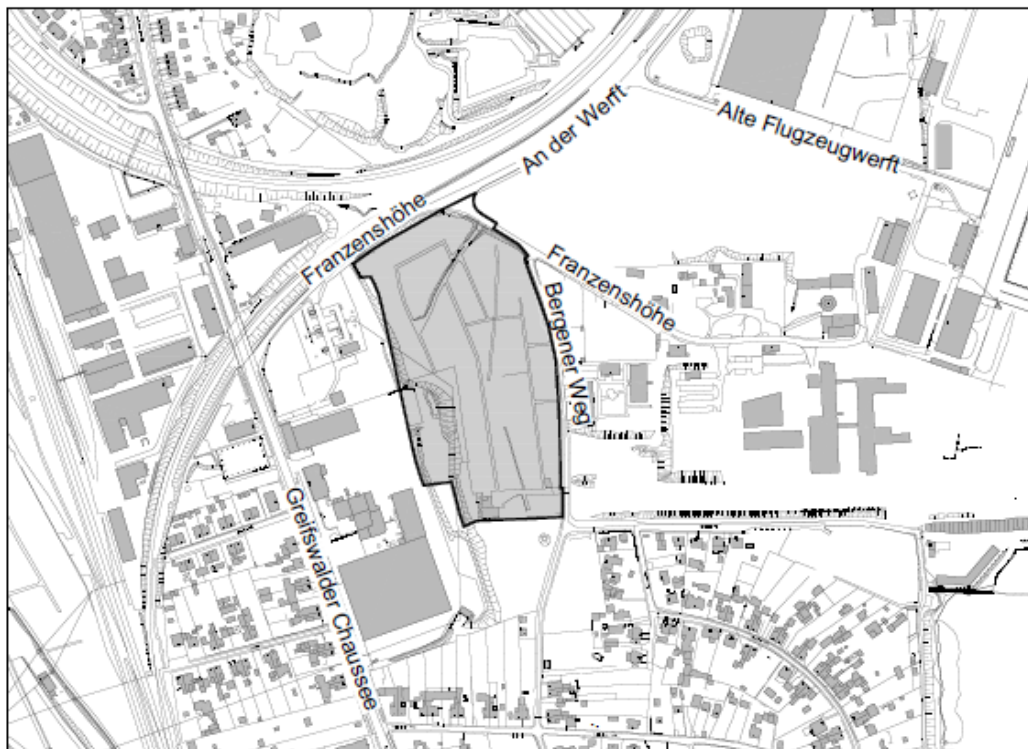 An der Werft
Alte Flugzeugwerft
Franzenshöhe
Franzenshöhe
Bergener Weg
Greifswalder Chaussee